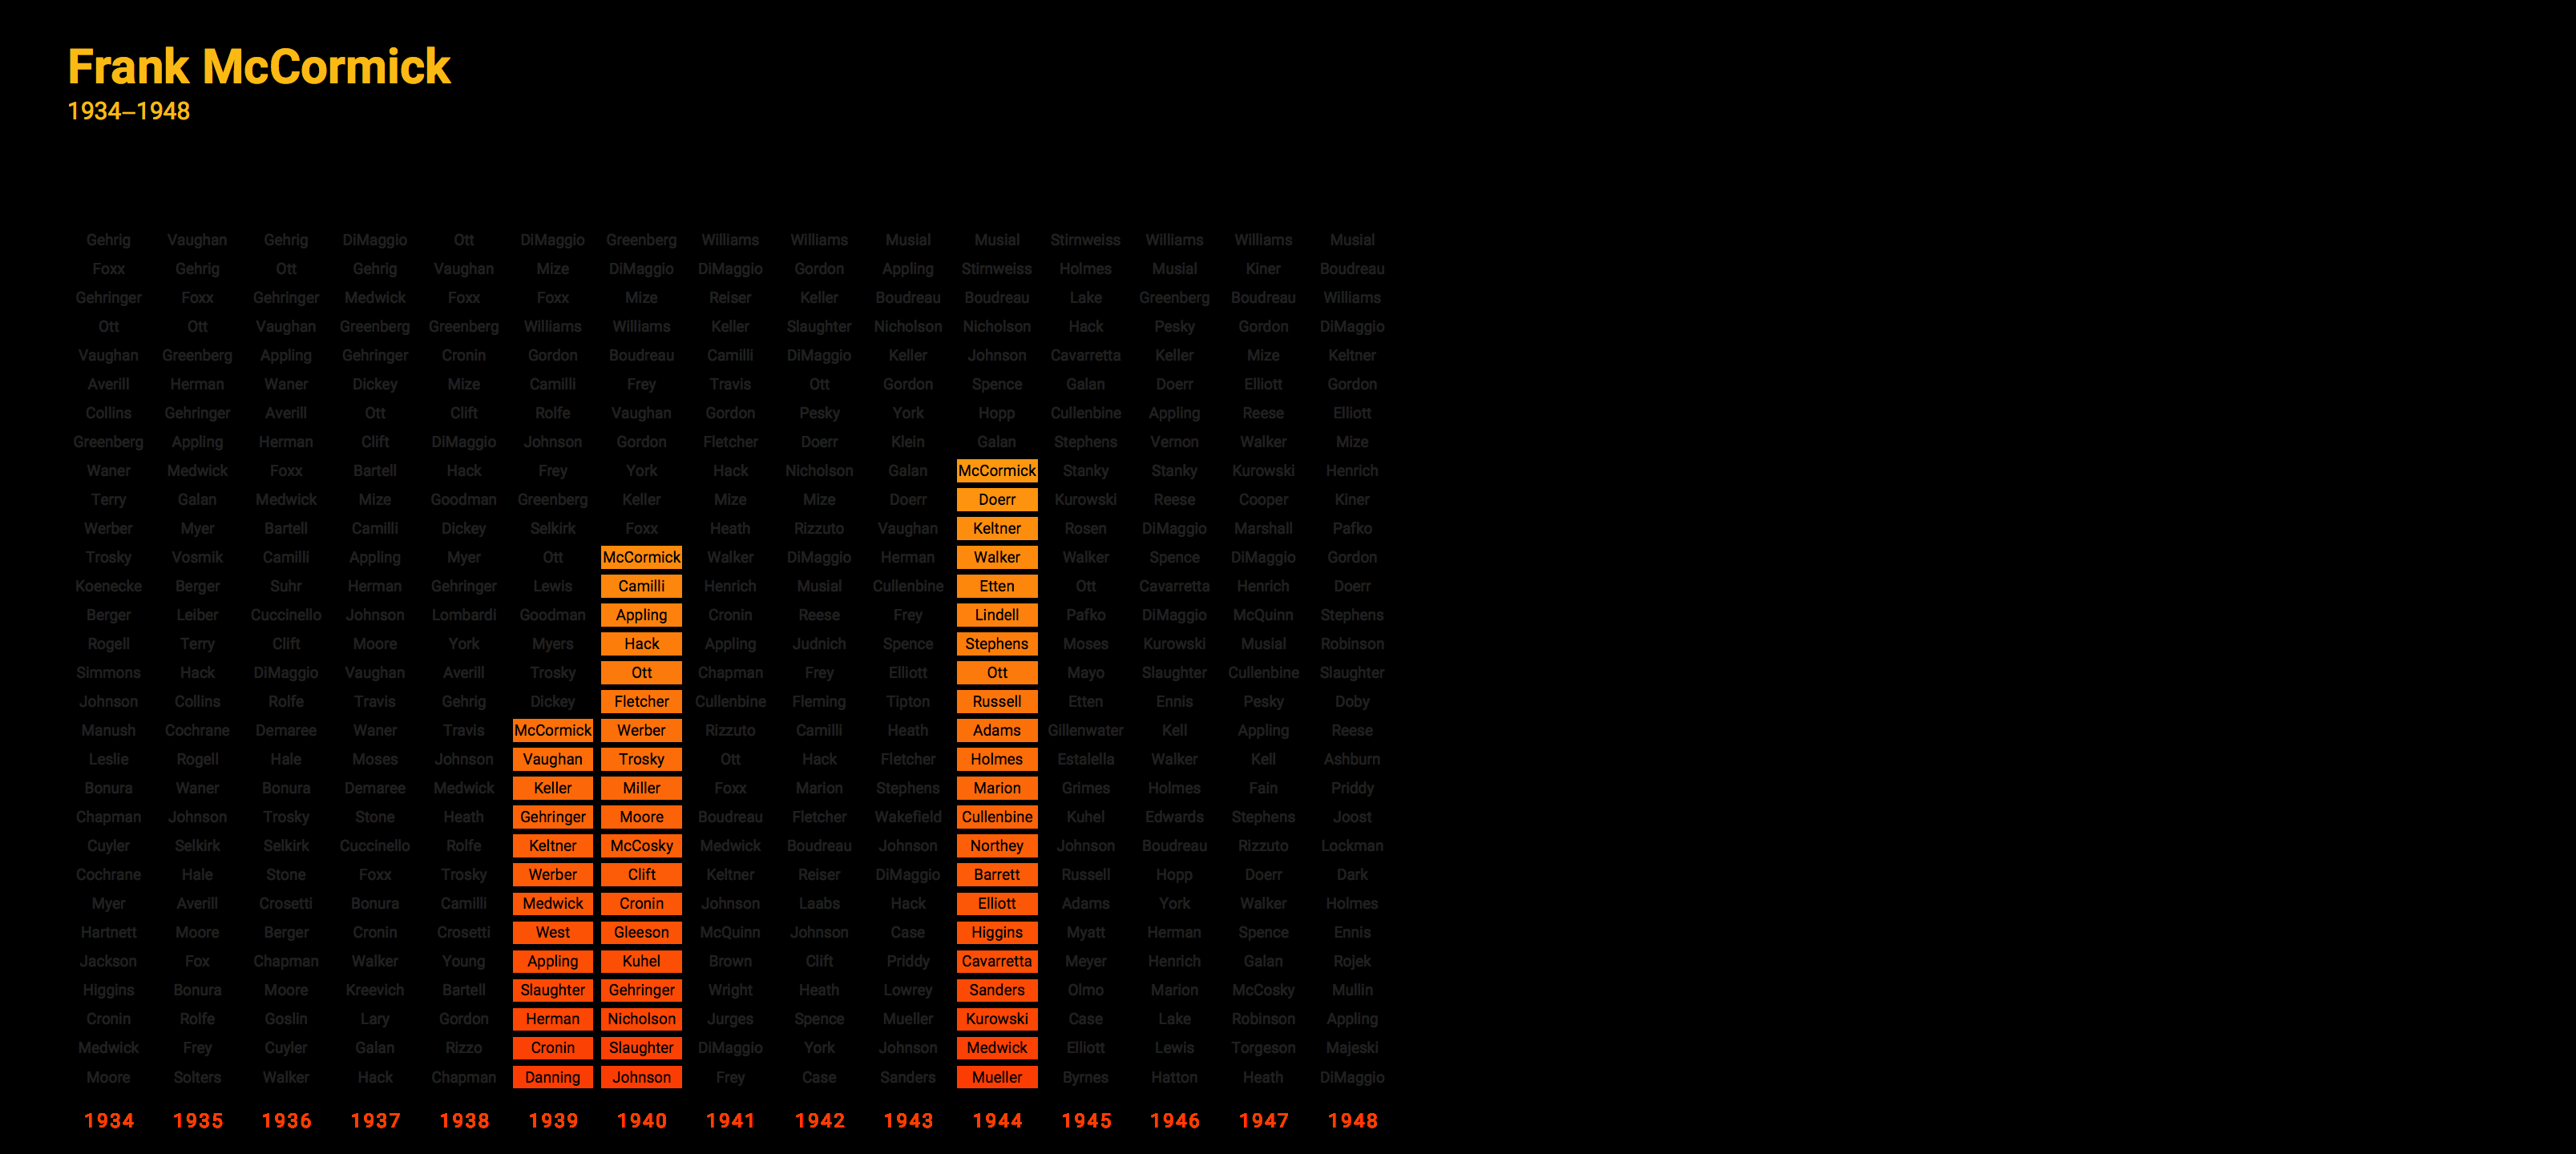 Frank McCormick
1934–1948
Gehrig Vaughan Gehrig DiMaggio Ott DiMaggio Greenberg Williams Williams Musial Musial Stirnweiss Williams Williams Musial
Foxx Gehrig Ott Gehrig Vaughan Mize DiMaggio DiMaggio Gordon Appling Stirnweiss Holmes Musial Kiner Boudreau
Gehringer Foxx Gehringer Medwick Foxx Foxx Mize Reiser Keller Boudreau Boudreau Lake Greenberg Boudreau Williams
Ott Ott Vaughan Greenberg Greenberg Williams Williams Keller Slaughter Nicholson Nicholson Hack Pesky Gordon DiMaggio
Vaughan Greenberg Appling Gehringer Cronin Gordon Boudreau Camilli DiMaggio Keller Johnson Cavarretta Keller Mize Keltner
Averill Herman Waner Dickey Mize Camilli Frey Travis Ott Gordon Spence Galan Doerr Elliott Gordon
Collins Gehringer Averill Ott Clift Rolfe Vaughan Gordon Pesky York Hopp Cullenbine Appling Reese Elliott
Greenberg Appling Herman Clift DiMaggio Johnson Gordon Fletcher Doerr Klein Galan Stephens Vernon Walker Mize
Waner Medwick Foxx Bartell Hack Frey York Hack Nicholson Galan McCormick Stanky Stanky Kurowski Henrich
Terry Galan Medwick Mize Goodman Greenberg Keller Mize Mize Doerr Doerr Kurowski Reese Cooper Kiner
Werber Myer Bartell Camilli Dickey Selkirk Foxx Heath Rizzuto Vaughan Keltner Rosen DiMaggio Marshall Pafko
Trosky Vosmik Camilli Appling Myer Ott McCormick Walker DiMaggio Herman Walker Walker Spence DiMaggio Gordon
Koenecke Berger Suhr Herman Gehringer Lewis Camilli Henrich Musial Cullenbine Etten Ott Cavarretta Henrich Doerr
Berger Leiber Cuccinello Johnson Lombardi Goodman Appling Cronin Reese Frey Lindell Pafko DiMaggio McQuinn Stephens
Rogell Terry Clift Moore York Myers Hack Appling Judnich Spence Stephens Moses Kurowski Musial Robinson
Simmons Hack DiMaggio Vaughan Averill Trosky Ott Chapman Frey Elliott Ott Mayo Slaughter Cullenbine Slaughter
Johnson Collins Rolfe Travis Gehrig Dickey Fletcher Cullenbine Fleming Tipton Russell Etten Ennis Pesky Doby
Manush Cochrane Demaree Waner Travis McCormick Werber Rizzuto Camilli Heath Adams Gillenwater Kell Appling Reese
Leslie Rogell Hale Moses Johnson Vaughan Trosky Ott Hack Fletcher Holmes Estalella Walker Kell Ashburn
Bonura Waner Bonura Demaree Medwick Keller Miller Foxx Marion Stephens Marion Grimes Holmes Fain Priddy
Chapman Johnson Trosky Stone Heath Gehringer Moore Boudreau Fletcher Wakefield Cullenbine Kuhel Edwards Stephens Joost
Cuyler Selkirk Selkirk Cuccinello Rolfe Keltner McCosky Medwick Boudreau Johnson Northey Johnson Boudreau Rizzuto Lockman
Cochrane Hale Stone Foxx Trosky Werber Clift Keltner Reiser DiMaggio Barrett Russell Hopp Doerr Dark
Myer Averill Crosetti Bonura Camilli Medwick Cronin Johnson Laabs Hack Elliott Adams York Walker Holmes
Hartnett Moore Berger Cronin Crosetti West Gleeson McQuinn Johnson Case Higgins Myatt Herman Spence Ennis
Jackson Fox Chapman Walker Young Appling Kuhel Brown Clift Priddy Cavarretta Meyer Henrich Galan Rojek
Higgins Bonura Moore Kreevich Bartell Slaughter Gehringer Wright Heath Lowrey Sanders Olmo Marion McCosky Mullin
Cronin Rolfe Goslin Lary Gordon Herman Nicholson Jurges Spence Mueller Kurowski Case Lake Robinson Appling
Medwick Frey Cuyler Galan Rizzo Cronin Slaughter DiMaggio York Johnson Medwick Elliott Lewis Torgeson Majeski
Moore Solters Walker Hack Chapman Danning Johnson Frey Case Sanders Mueller Byrnes Hatton Heath DiMaggio
1934 1935 1936 1937 1938 1939 1940 1941 1942 1943 1944 1945 1946 1947 1948